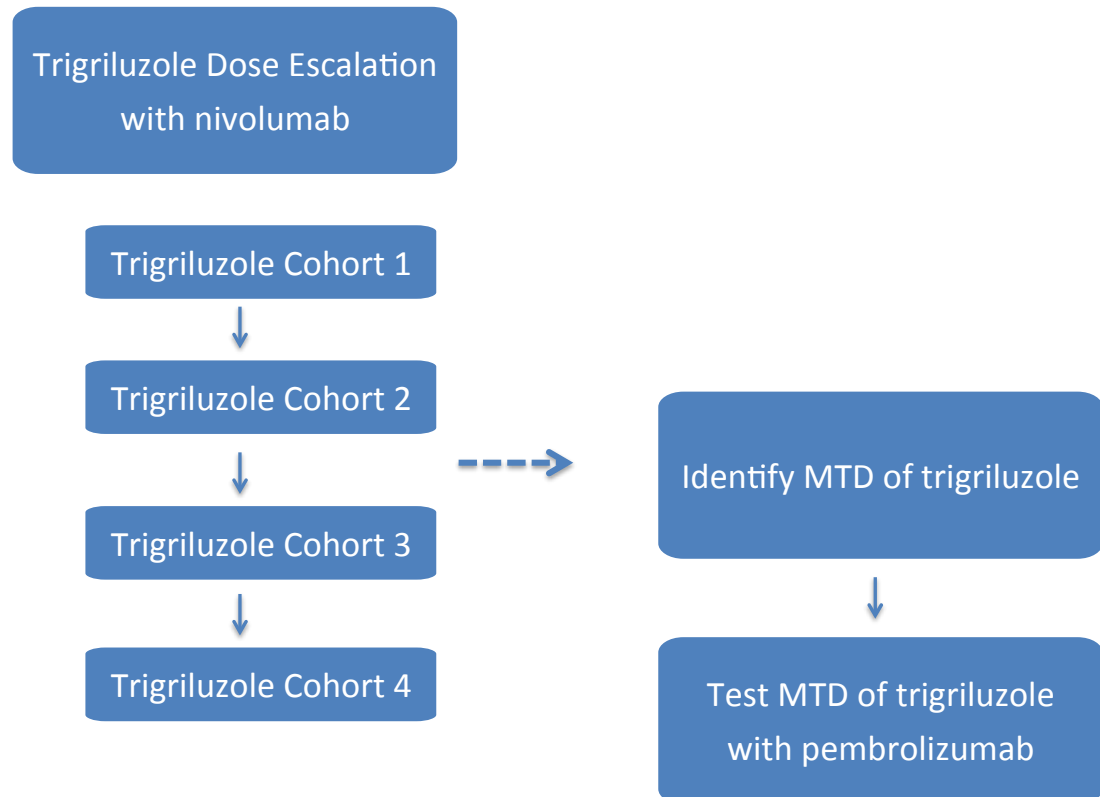 Trigriluzole Dose Escalation
with nivolumab
Trigriluzole Cohort 1
Trigriluzole Cohort 2
Trigriluzole Cohort 3
Trigriluzole Cohort 4
Identify MTD of trigriluzole
Test MTD of trigriluzole
with pembrolizumab